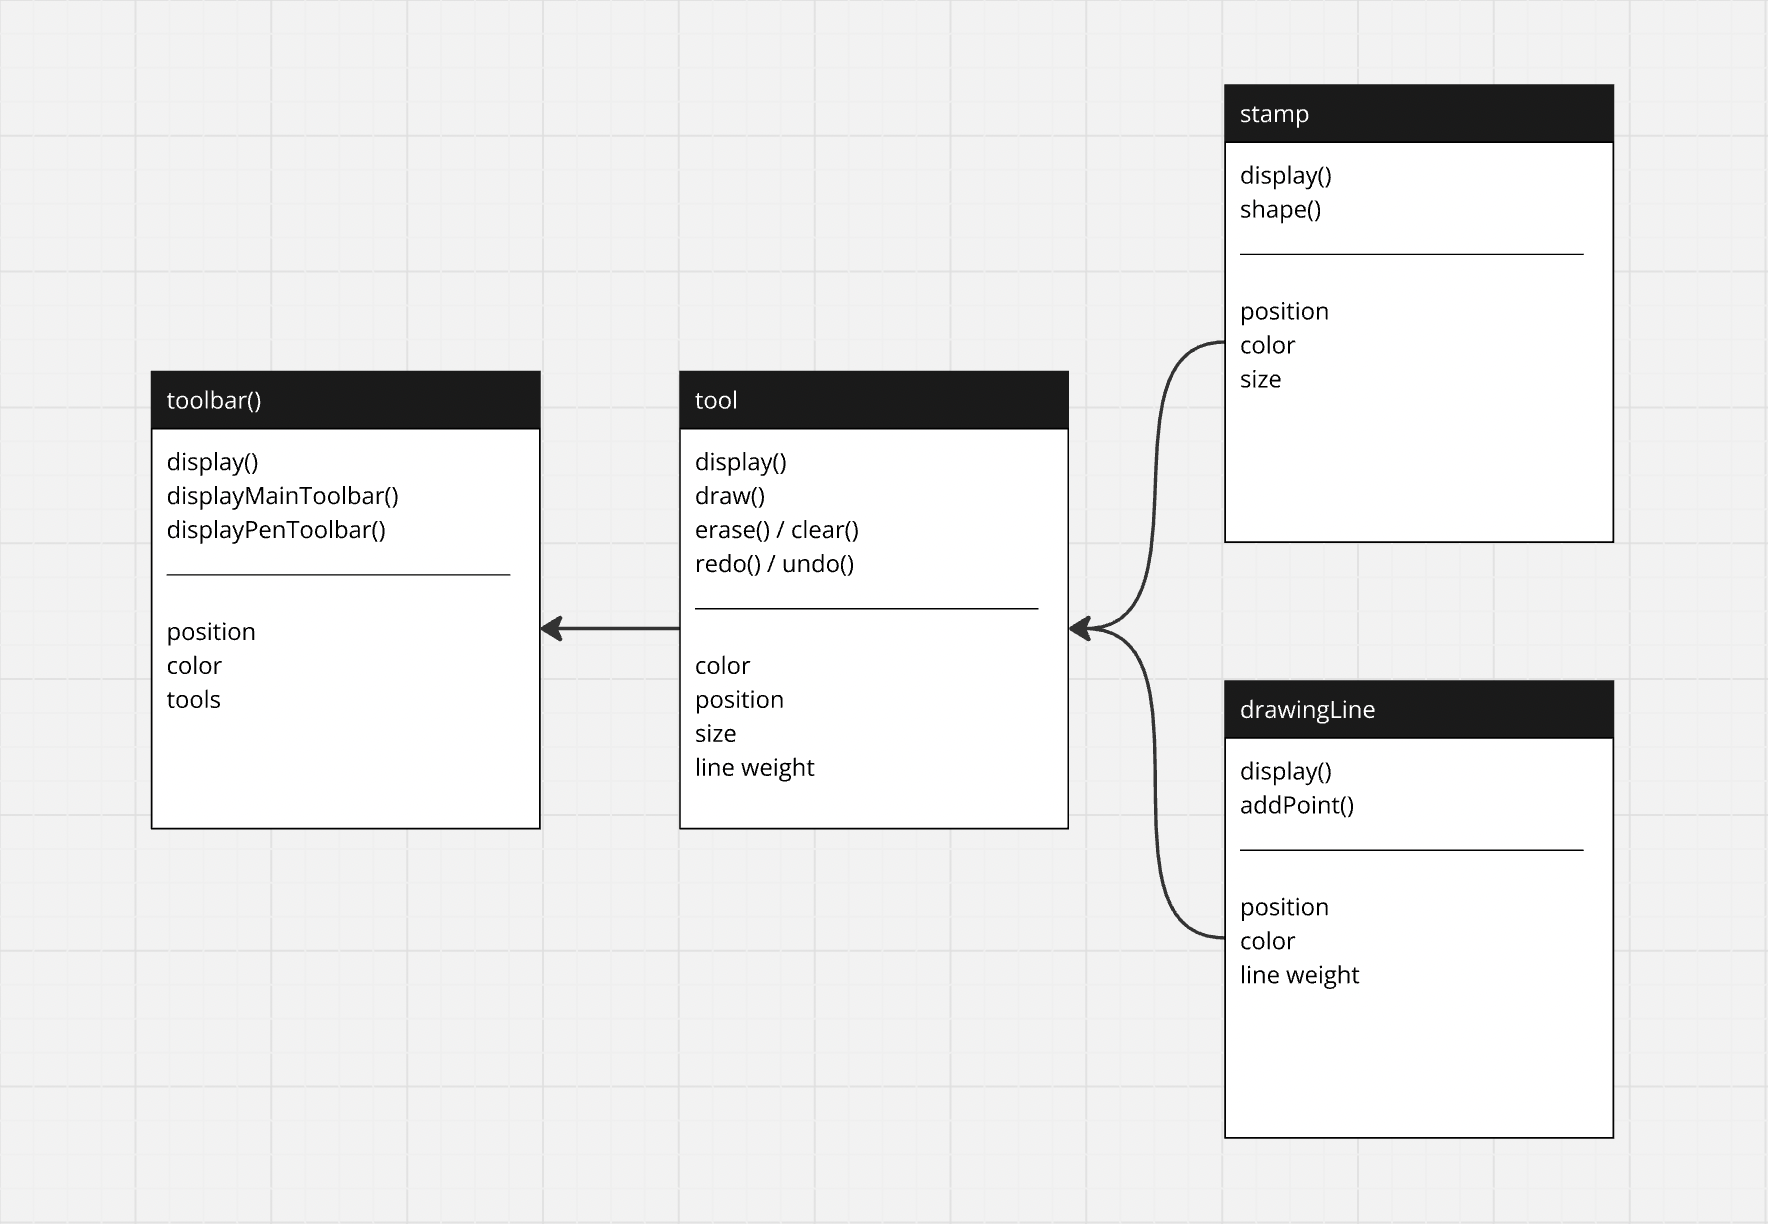 toolbar()
display()
displayMainToolbar()
displayPenToolbar()
position
color
tools
tool
display()
draw()
erase() / clear()
redo() / undo()
color
position
size
line weight
stamp
display()
shape()
position
color
size
drawingLine
display()
addPoint()
position
color
line weight